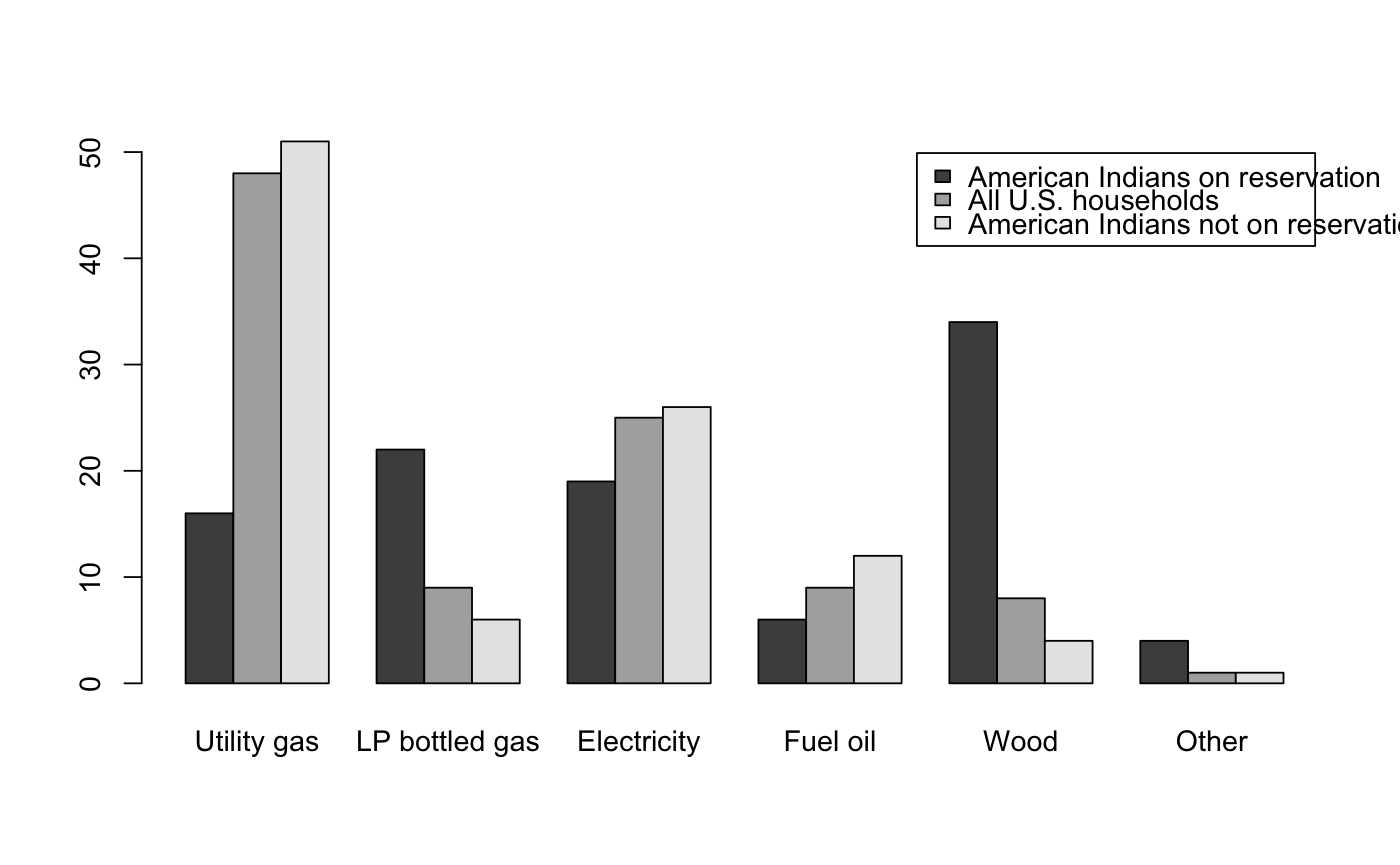 50
40
30
20
10
0
American Indians on reservation
All U.S. households
American Indians not on reservati
Utility gas
LP bottled gas
Electricity
Fuel oil
Wood
Other